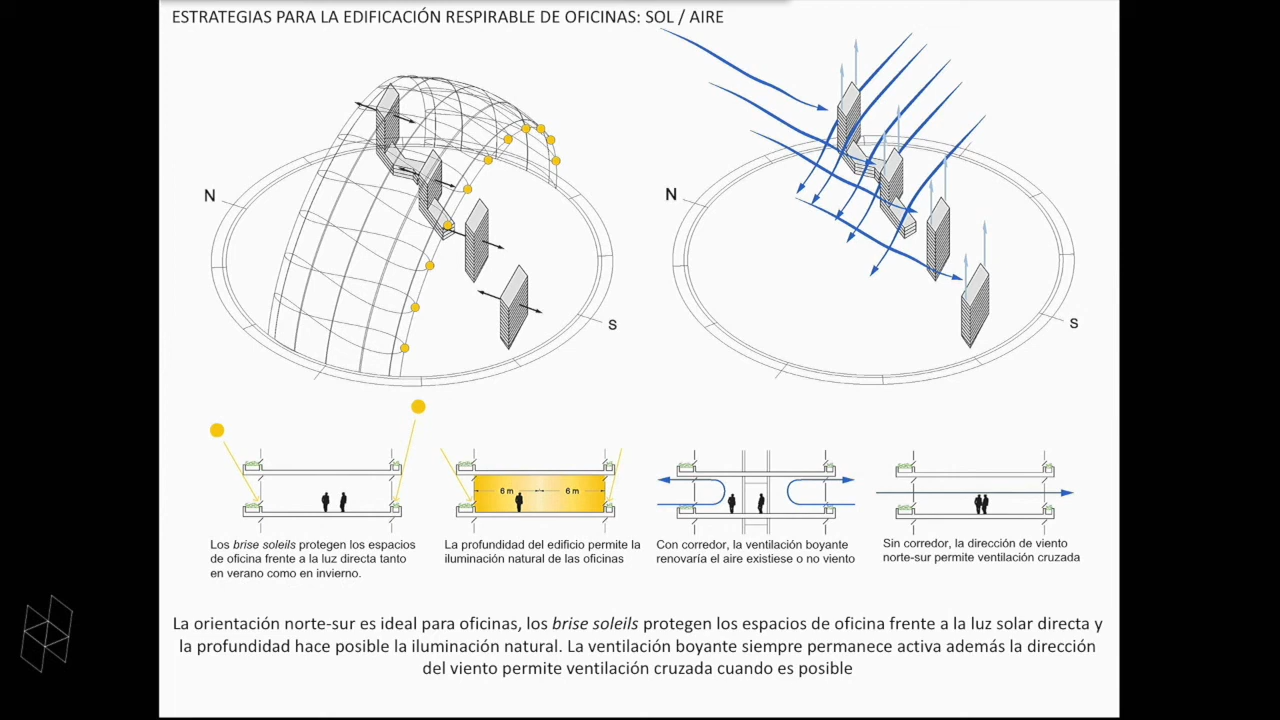 ESTRATEGIAS PARA LA EDIFICACIÓN RESPIRABLE DE OFICINAS: SOL / AIRE
N
S
N
S
6 m
6 m
Los brise soleils protegen los espacios
de oficina frente a la luz directa tanto
en verano como en invierno.
La profundidad del edificio permite la
iluminación natural de las oficinas
Con corredor, la ventilación boyante
renovaría el aire existiese o no viento
Sin corredor, la dirección de viento
norte-sur permite ventilación cruzada
La orientación norte-sur es ideal para oficinas, los brise soleils protegen los espacios de oficina frente a la luz solar directa y
la profundidad hace posible la iluminación natural. La ventilación boyante siempre permanece activa además la dirección
del viento permite ventilación cruzada cuando es posible